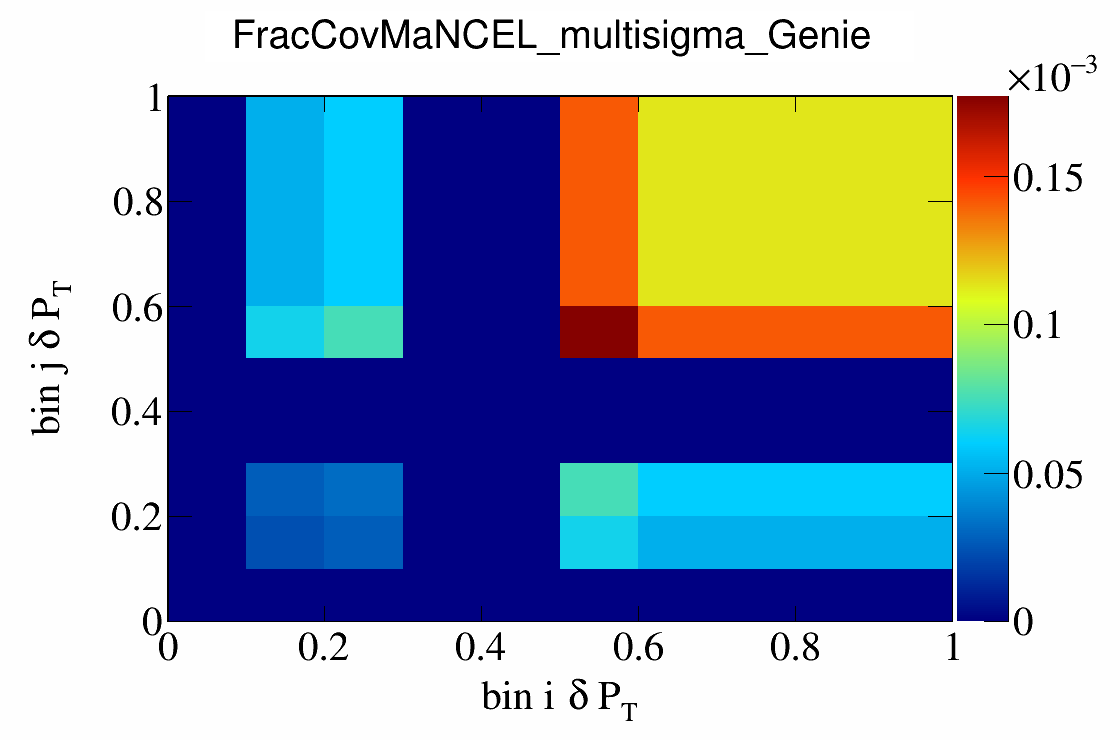 FracCovMaNCEL_multisigma_Genie
×10⁻³
1
0.8
0.6
0.4
0.2
0
bin j δ P_T
0 0.2 0.4 0.6 0.8 1
bin i δ P_T
0.15
0.1
0.05
0